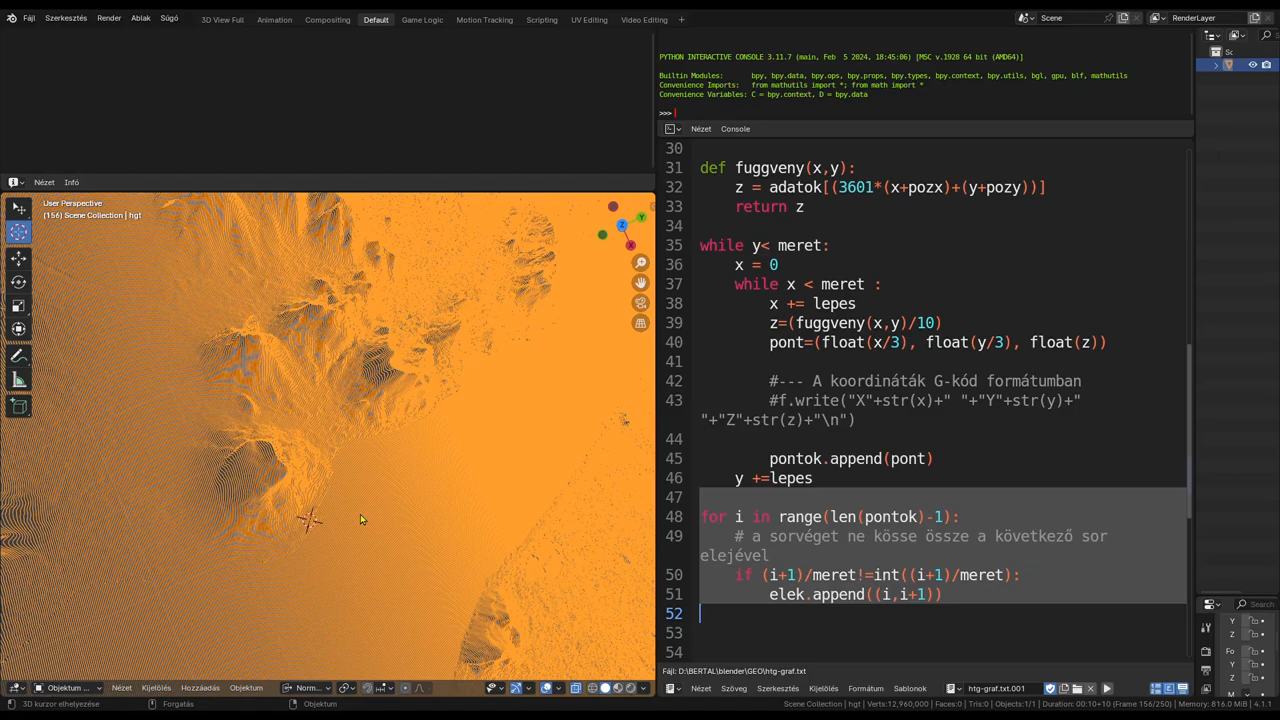 Fájl Szerkesztés Render Ablak Súgó 3D View Full Animation Compositing Default Game Logic Motion Tracking Scripting UV Editing Video Editing + Scene RenderLayer
PYTHON INTERACTIVE CONSOLE 3.11.7 (main, Feb  5 2024, 18:45:06) [MSC v.1928 64 bit (AMD64)]
Builtin Modules: bpy, bpy.data, bpy.ops, bpy.props, bpy.types, bpy.context, bpy.utils, bgl, gpu, blf, mathutils
Convenience Imports: from mathutils import *; from math import *
Convenience Variables: C = bpy.context, D = bpy.data
>>>
Nézet Console
Nézet Infó
User Perspective
(156) Scene Collection | hgt
Z
Y
X
30
31 def fuggveny(x,y):
32 z = adatok[(3601*(x+pozx)+(y+pozy))]
33 return z
34
35 while y< meret:
36 x = 0
37 while x < meret :
38 x += lepes
39 z=(fuggveny(x,y)/10)
40 pont=(float(x/3), float(y/3), float(z))
41
42 #--- A koordináták G-kód formátumban
43 #f.write("X"+str(x)+" "+"Y"+str(y)+"
"+"Z"+str(z)+"\n")
44
45 pontok.append(pont)
46 y +=lepes
47
48 for i in range(len(pontok)-1):
49 # a sorvéget ne kösse össze a következő sor
elejével
50 if (i+1)/meret!=int((i+1)/meret):
51 elek.append((i,i+1))
52
53
54
Sc
Search
Y
Z
Fo
Y
Z
M
Fájl: D:\BERTAL\blender\GEO\htg-graf.txt
Objektum ... Nézet Kijelölés Hozzáadás Objektum Norm...
Nézet Szöveg Szerkesztés Kijelölés Formátum Sablonok htg-graf.txt.001
3D kurzor elhelyezése Forgatás Objektum
Scene Collection | hgt | Verts:12,960,000 | Faces:0 | Tris:0 | Objects:1/1 | Duration: 00:10+10 (Frame 156/250) | Memory: 816.0 MiB | 4.1.1